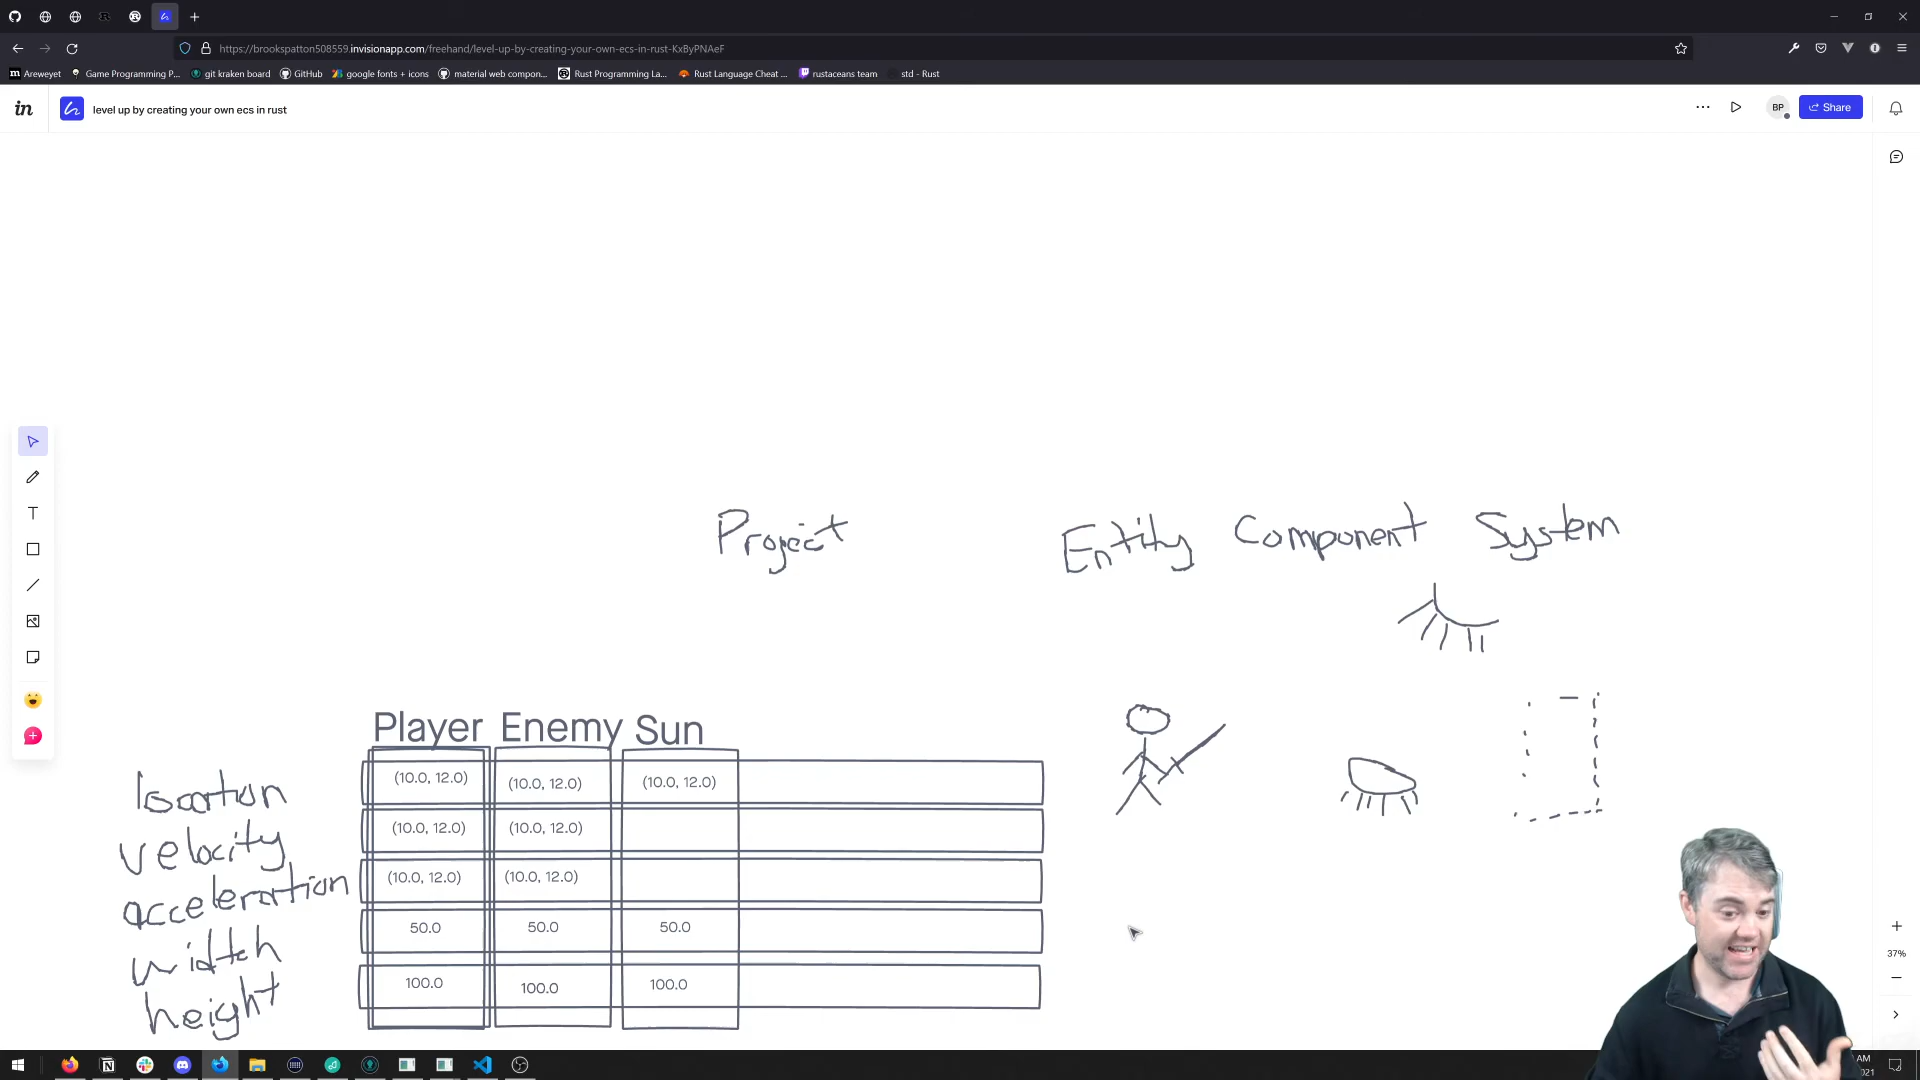 https://brookspatton508559.invisionapp.com/freehand/level-up-by-creating-your-own-ecs-in-rust-KxByPNAeF
Areweyet Game Programming P... git kraken board GitHub google fonts + icons material web compon... Rust Programming La... Rust Language Cheat ... rustaceans team std - Rust
in level up by creating your own ecs in rust BP Share
Project Entity Component System
Player Enemy Sun
location (10.0, 12.0) (10.0, 12.0) (10.0, 12.0)
velocity (10.0, 12.0) (10.0, 12.0)
acceleration (10.0, 12.0) (10.0, 12.0)
width 50.0 50.0 50.0
height 100.0 100.0 100.0
37%
AM